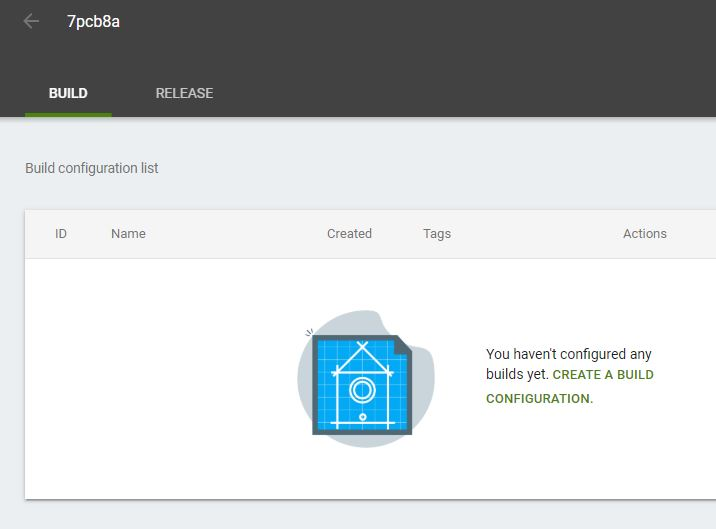 7pcb8a
BUILD RELEASE
Build configuration list
ID Name Created Tags Actions
You haven't configured any
builds yet. CREATE A BUILD
CONFIGURATION.